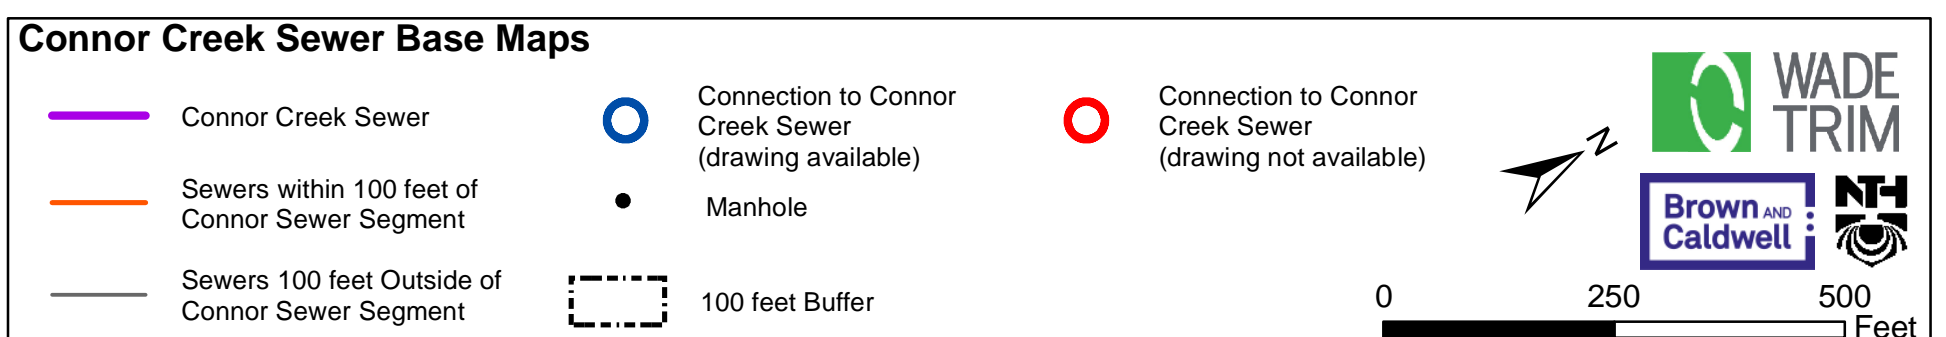 Connor Creek Sewer Base Maps
Connor Creek Sewer
Sewers within 100 feet of
Connor Sewer Segment
Sewers 100 feet Outside of
Connor Sewer Segment
Connection to Connor
Creek Sewer
(drawing available)
Manhole
100 feet Buffer
Connection to Connor
Creek Sewer
(drawing not available)
N
WADE
TRIM
Brown AND
Caldwell
NTH
0 250 500
Feet